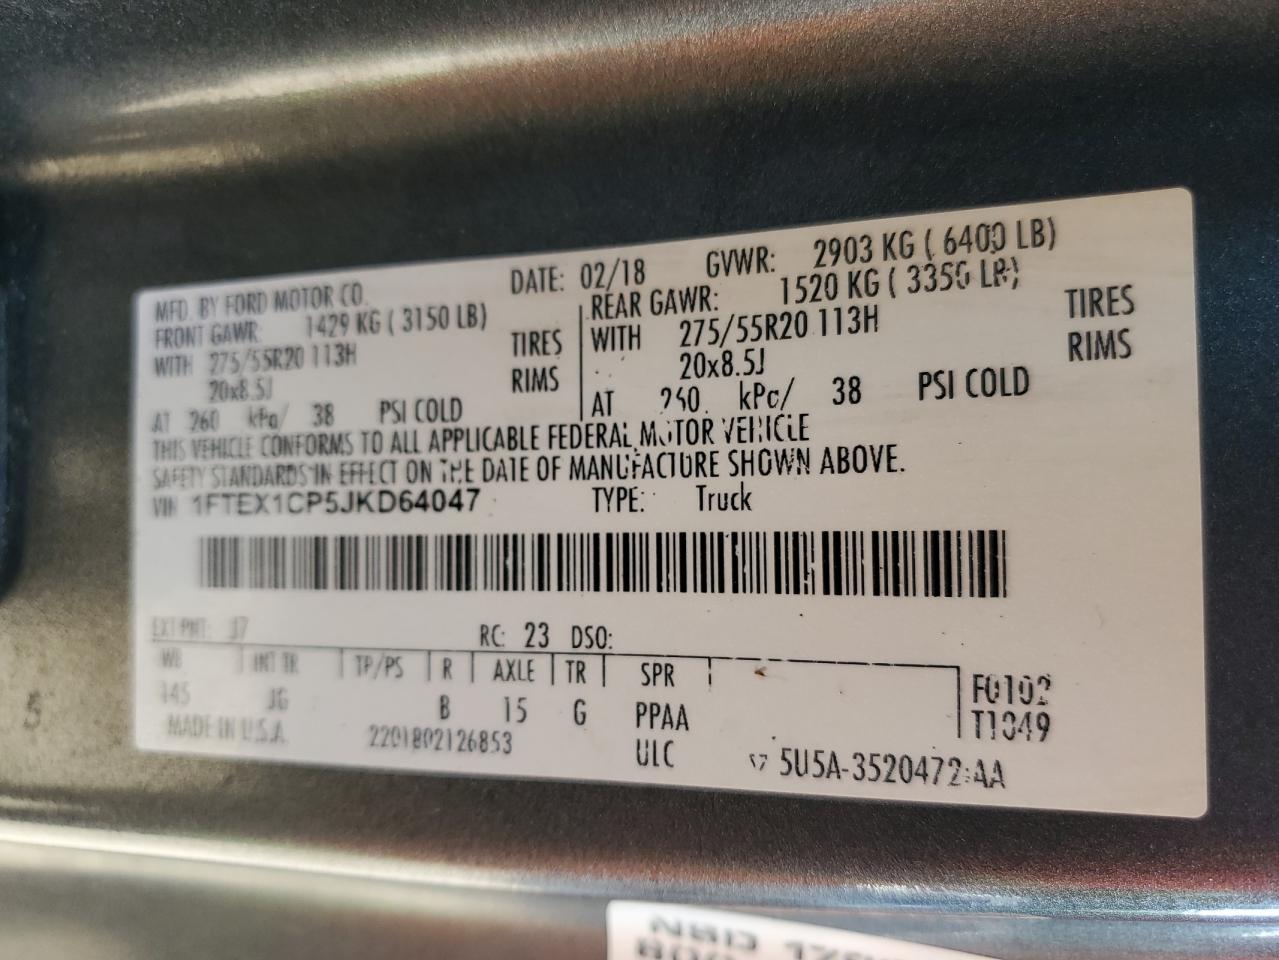 MFD. BY FORD MOTOR CO. DATE: 02/18 GVWR: 2903 KG ( 6400 LB)
FRONT GAWR: 1429 KG ( 3150 LB) REAR GAWR: 1520 KG ( 3350 LB)
WITH 275/55R20 113H TIRES WITH 275/55R20 113H TIRES
20x8.5J RIMS 20x8.5J RIMS
AT 260 kPa/ 38 PSI COLD AT 260 kPa/ 38 PSI COLD
THIS VEHICLE CONFORMS TO ALL APPLICABLE FEDERAL MOTOR VEHICLE
SAFETY STANDARDS IN EFFECT ON THE DATE OF MANUFACTURE SHOWN ABOVE.
VIN 1FTEX1CP5JKD64047 TYPE: Truck
EXT PNT: J7 RC: 23 DSO:
WB INT TR TP/PS R AXLE TR SPR F0102
145 JG B 15 G PPAA T1049
MADE IN U.S.A. 2201802126853 ULC 5U5A-3520472-AA
5
NSD